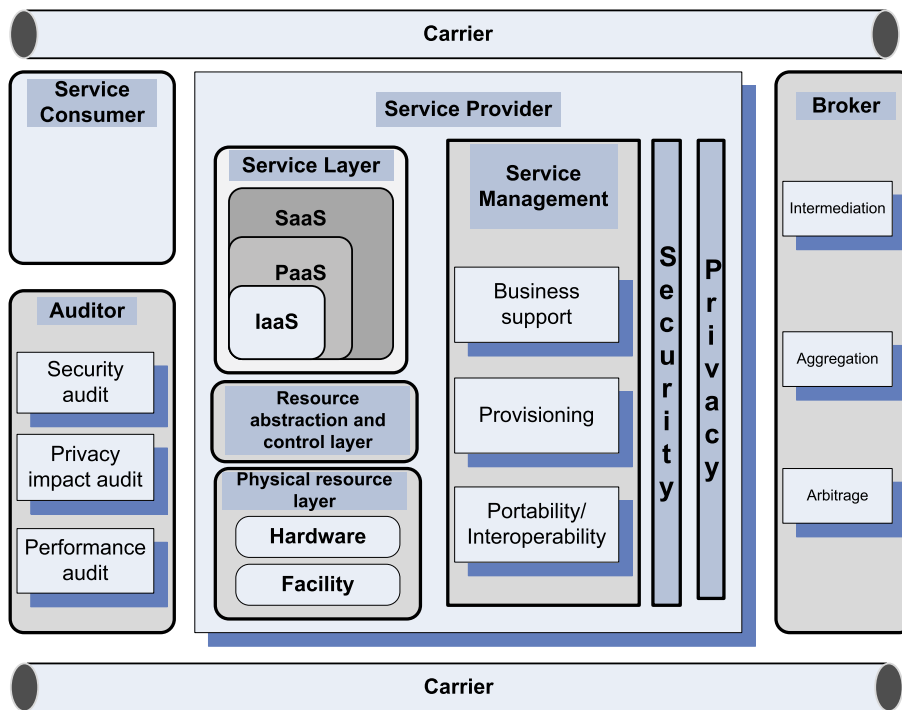 Carrier
Service
Consumer
Auditor
Security
audit
Privacy
impact audit
Performance
audit
Service Provider
Service Layer
SaaS
PaaS
IaaS
Resource
abstraction and
control layer
Physical resource
layer
Hardware
Facility
Service
Management
Business
support
Provisioning
Portability/
Interoperability
Security
Privacy
Broker
Intermediation
Aggregation
Arbitrage
Carrier